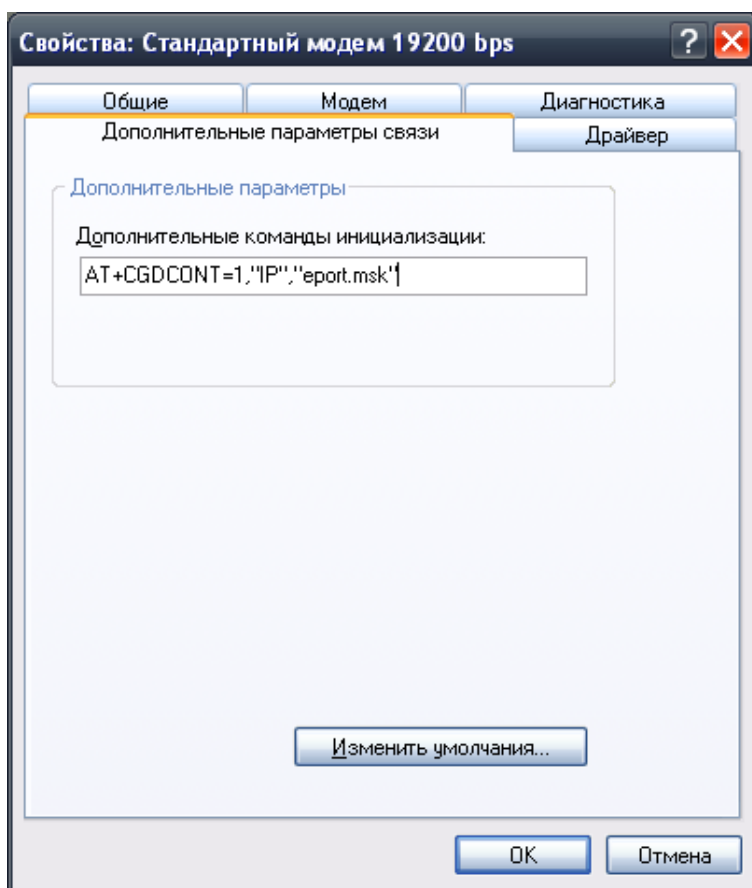 Свойства: Стандартный модем 19200 bps
Общие
Модем
Диагностика
Дополнительные параметры связи
Драйвер
Дополнительные параметры
Дополнительные команды инициализации:
AT+CGDCONT=1,"IP","eport.msk"
Изменить умолчания...
OK
Отмена